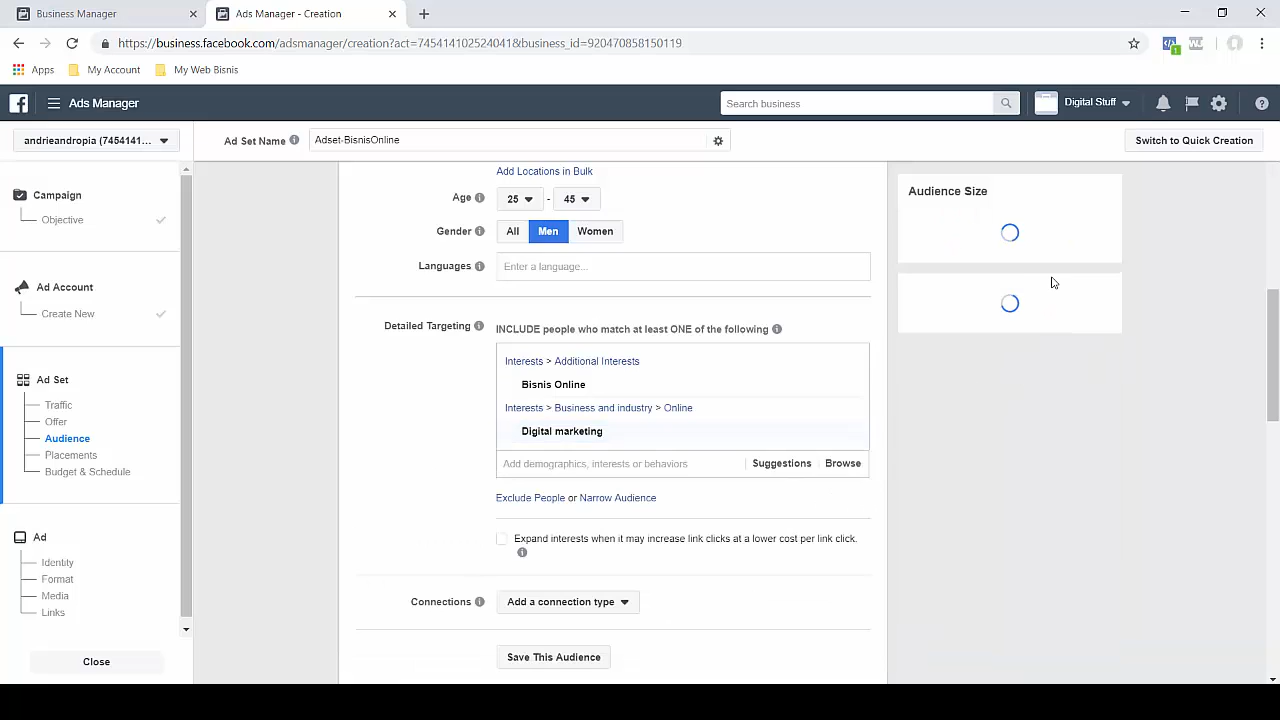 Business Manager
Ads Manager - Creation
https://business.facebook.com/adsmanager/creation?act=745414102524041&business_id=920470858150119
Apps
My Account
My Web Bisnis
Ads Manager
Search business
Digital Stuff
andrieandropia (7454141...
Ad Set Name
Adset-BisnisOnline
Switch to Quick Creation
Campaign
Objective
Ad Account
Create New
Ad Set
Traffic
Offer
Audience
Placements
Budget & Schedule
Ad
Identity
Format
Media
Links
Close
Add Locations in Bulk
Age
25 - 45
Gender
All
Men
Women
Languages
Enter a language...
Detailed Targeting
INCLUDE people who match at least ONE of the following
Interests > Additional Interests
Bisnis Online
Interests > Business and industry > Online
Digital marketing
Add demographics, interests or behaviors
Suggestions
Browse
Exclude People or Narrow Audience
Expand interests when it may increase link clicks at a lower cost per link click.
Connections
Add a connection type
Save This Audience
Audience Size